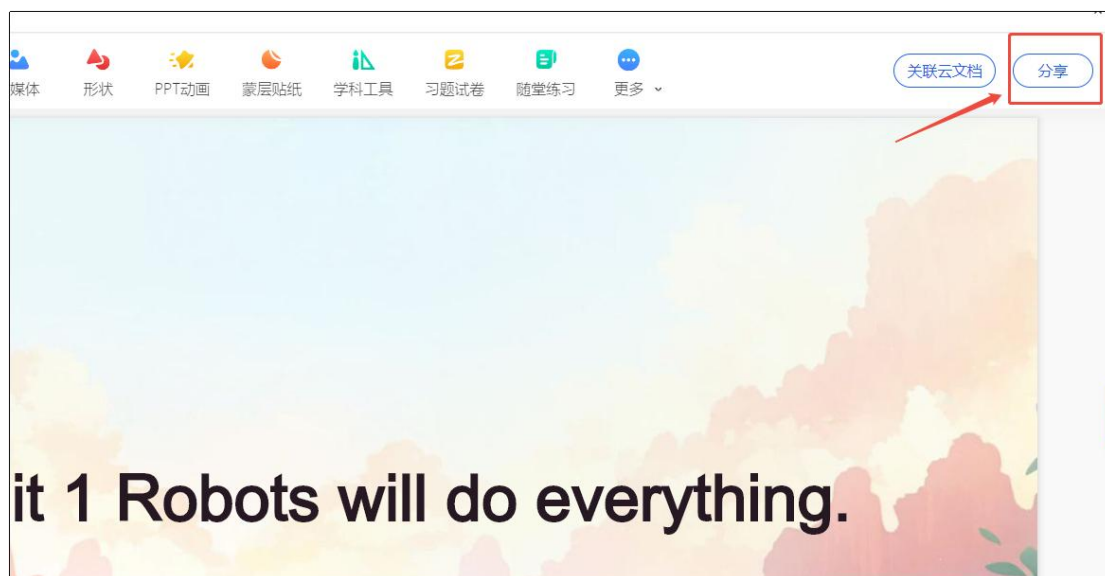 媒体
形状
PPT动画
蒙层贴纸
学科工具
习题试卷
随堂练习
更多
关联云文档
分享
it 1 Robots will do everything.